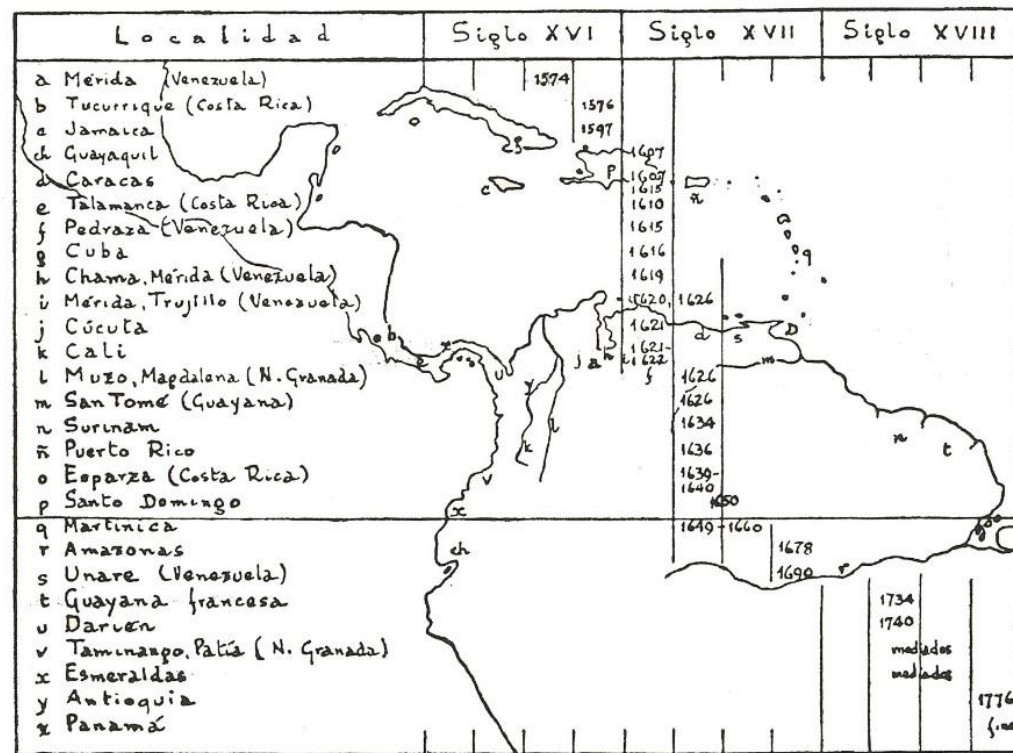 Localidad Siglo XVI Siglo XVII Siglo XVIII
a Mérida (Venezuela) 1574
b Tucurrique (Costa Rica) 1576
c Jamaica 1597
ch Guayaquil 1607
d Caracas 1607
1615
e Talamanca (Costa Rica) 1610
f Pedraza (Venezuela) 1615
g Cuba 1616
h Chama, Mérida (Venezuela) 1619
i Mérida, Trujillo (Venezuela) 1620, 1626
j Cúcuta 1621
k Cali 1621-
1622
l Muzo, Magdalena (N. Granada) 1626
m San Tomé (Guayana) 1626
n Surinam 1634
ñ Puerto Rico 1636
o Esparza (Costa Rica) 1639-
1640
p Santo Domingo 1650
q Martinica 1649-1660
r Amazonas 1678
s Unare (Venezuela) 1690
t Guayana francesa 1734
u Darién 1740
v Taminango, Patía (N. Granada) mediados
x Esmeraldas mediados
y Antioquia 1776
z Panamá
g
p
c
ñ
q
b
z
e
u
j a h i
f
d s
m
y
l
k
v
n
t
x
ch
r